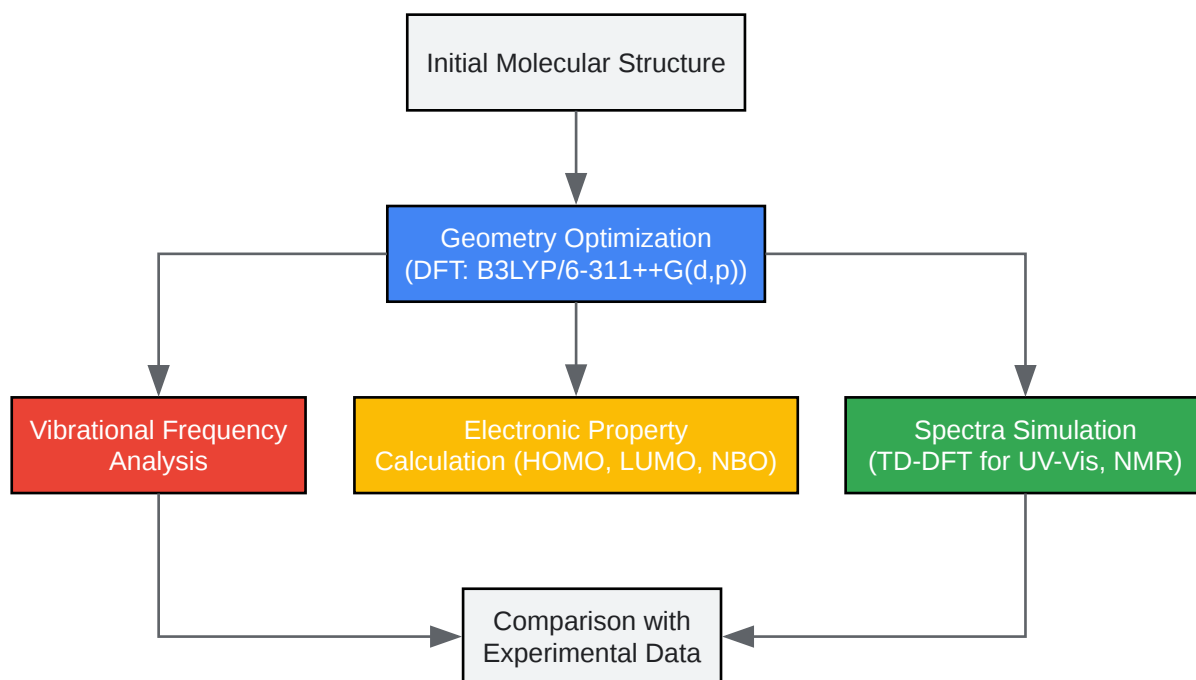 Initial Molecular Structure
Geometry Optimization
(DFT: B3LYP/6-311++G(d,p))
Vibrational Frequency
Analysis
Electronic Property
Calculation (HOMO, LUMO, NBO)
Spectra Simulation
(TD-DFT for UV-Vis, NMR)
Comparison with
Experimental Data